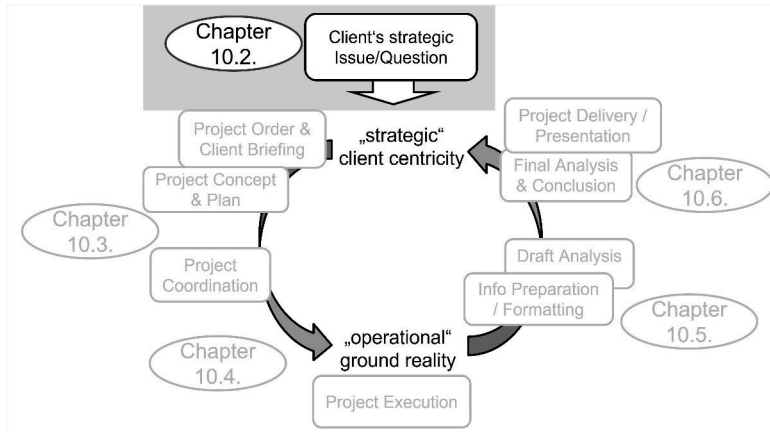 Chapter
10.2.
Client‘s strategic
Issue/Question
Project Order &
Client Briefing
„strategic“
client centricity
Project Delivery /
Presentation
Project Concept
& Plan
Final Analysis
& Conclusion
Chapter
10.6.
Chapter
10.3.
Project
Coordination
Draft Analysis
Info Preparation
/ Formatting
Chapter
10.5.
Chapter
10.4.
„operational“
ground reality
Project Execution